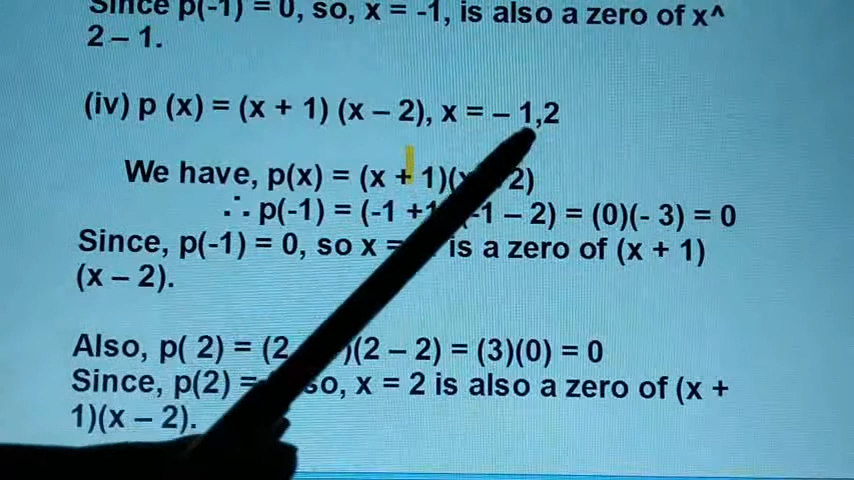 Since p(-1) = 0, so, x = -1, is also a zero of x^
2 – 1.
(iv) p (x) = (x + 1) (x – 2), x = – 1,2
We have, p(x) = (x + 1)( 2)
∴ p(-1) = (-1 +1 -1 – 2) = (0)(- 3) = 0
Since, p(-1) = 0, so x = is a zero of (x + 1)
(x – 2).
Also, p( 2) = (2 )(2 – 2) = (3)(0) = 0
Since, p(2) = so, x = 2 is also a zero of (x +
1)(x – 2).